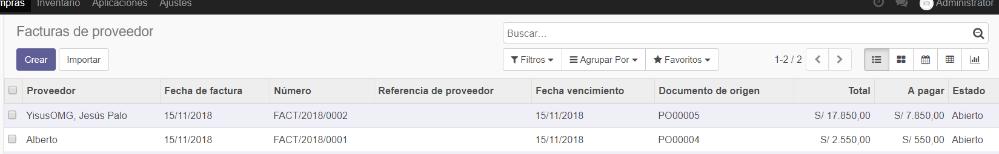 Inventario Aplicaciones Ajustes Administrator
Facturas de proveedor
Buscar...
Crear Importar Filtros Agrupar Por Favoritos 1-2 / 2
Proveedor Fecha de factura Número Referencia de proveedor Fecha vencimiento Documento de origen Total A pagar Estado
YisusOMG, Jesús Palo 15/11/2018 FACT/2018/0002 15/11/2018 PO00005 S/ 17.850,00 S/ 7.850,00 Abierto
Alberto 15/11/2018 FACT/2018/0001 15/11/2018 PO00004 S/ 2.550,00 S/ 550,00 Abierto